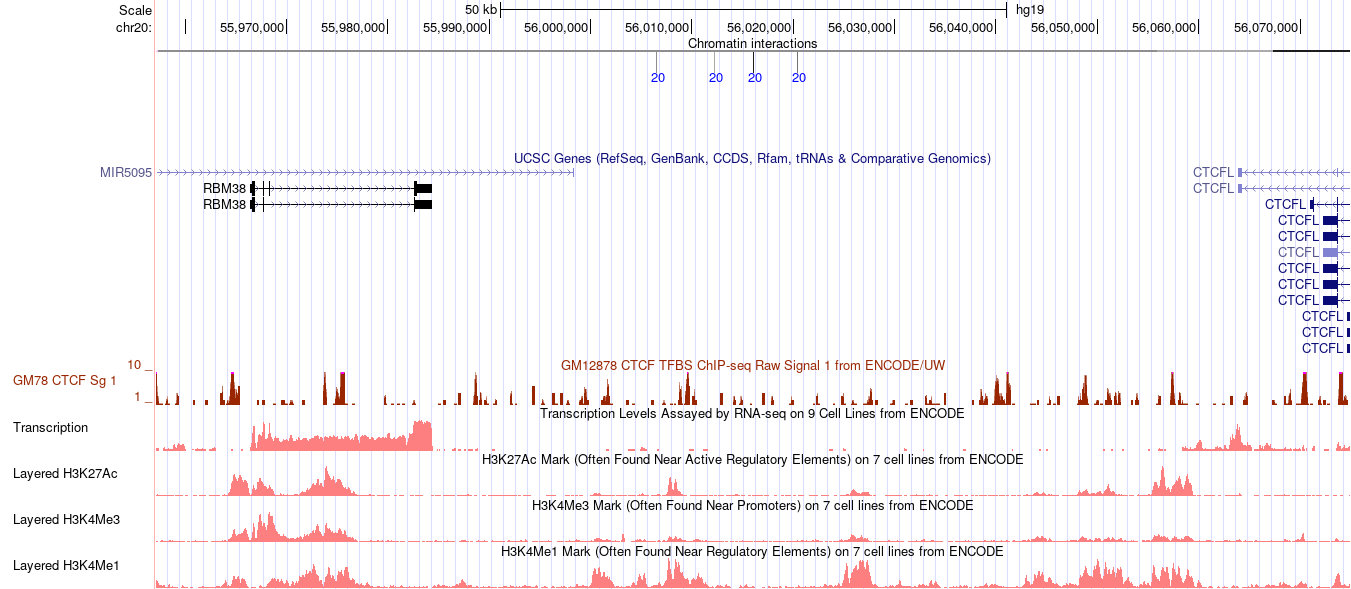 Scale 50 kb hg19
chr20: 55,970,000 55,980,000 55,990,000 56,000,000 56,010,000 56,020,000 56,030,000 56,040,000 56,050,000 56,060,000 56,070,000
Chromatin interactions
20 20 20 20
UCSC Genes (RefSeq, GenBank, CCDS, Rfam, tRNAs & Comparative Genomics)
MIR5095 CTCFL
RBM38 CTCFL
RBM38 CTCFL
CTCFL
CTCFL
CTCFL
CTCFL
CTCFL
CTCFL
CTCFL
CTCFL
CTCFL
10 _ GM12878 CTCF TFBS ChIP-seq Raw Signal 1 from ENCODE/UW
GM78 CTCF Sg 1
1 _
Transcription Levels Assayed by RNA-seq on 9 Cell Lines from ENCODE
Transcription
H3K27Ac Mark (Often Found Near Active Regulatory Elements) on 7 cell lines from ENCODE
Layered H3K27Ac
H3K4Me3 Mark (Often Found Near Promoters) on 7 cell lines from ENCODE
Layered H3K4Me3
H3K4Me1 Mark (Often Found Near Regulatory Elements) on 7 cell lines from ENCODE
Layered H3K4Me1